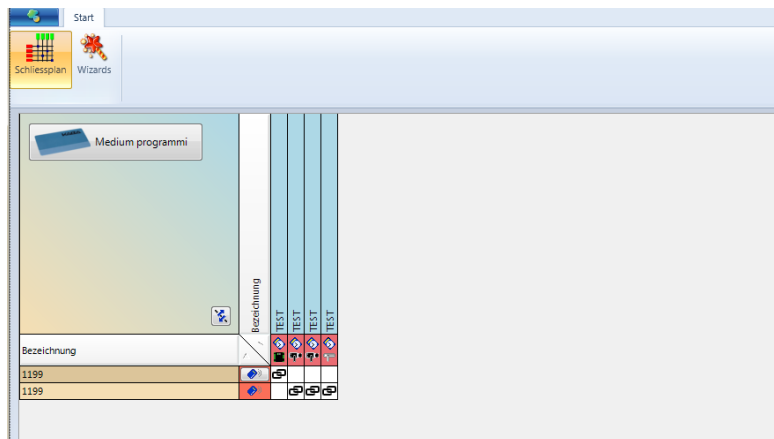 Start
Schliessplan
Wizards
Medium programmi
Bezeichnung
TEST
TEST
TEST
TEST
Bezeichnung
1199
1199